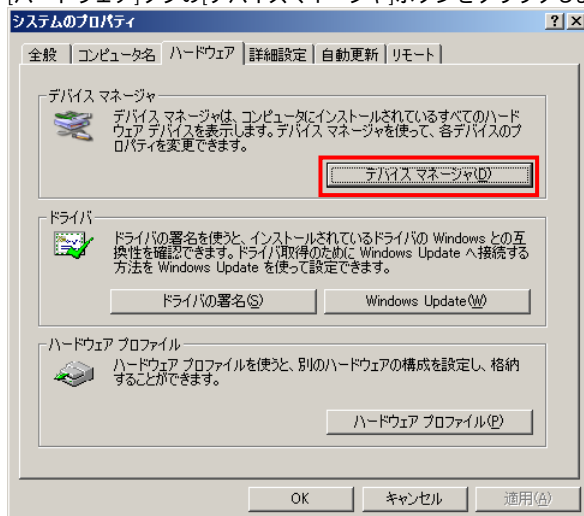 システムのプロパティ
全般 コンピュータ名 ハードウェア 詳細設定 自動更新 リモート
デバイス マネージャ
デバイス マネージャは、コンピュータにインストールされているすべてのハード
ウェア デバイスを表示します。デバイス マネージャを使って、各デバイスのプ
ロパティを変更できます。
デバイス マネージャ(D)
ドライバ
ドライバの署名を使うと、インストールされているドライバの Windows との互
換性を確認できます。ドライバ取得のために Windows Update へ接続する
方法を Windows Update を使って設定できます。
ドライバの署名(S) Windows Update(W)
ハードウェア プロファイル
ハードウェア プロファイルを使うと、別のハードウェアの構成を設定し、格納
することができます。
ハードウェア プロファイル(P)
OK キャンセル 適用(A)